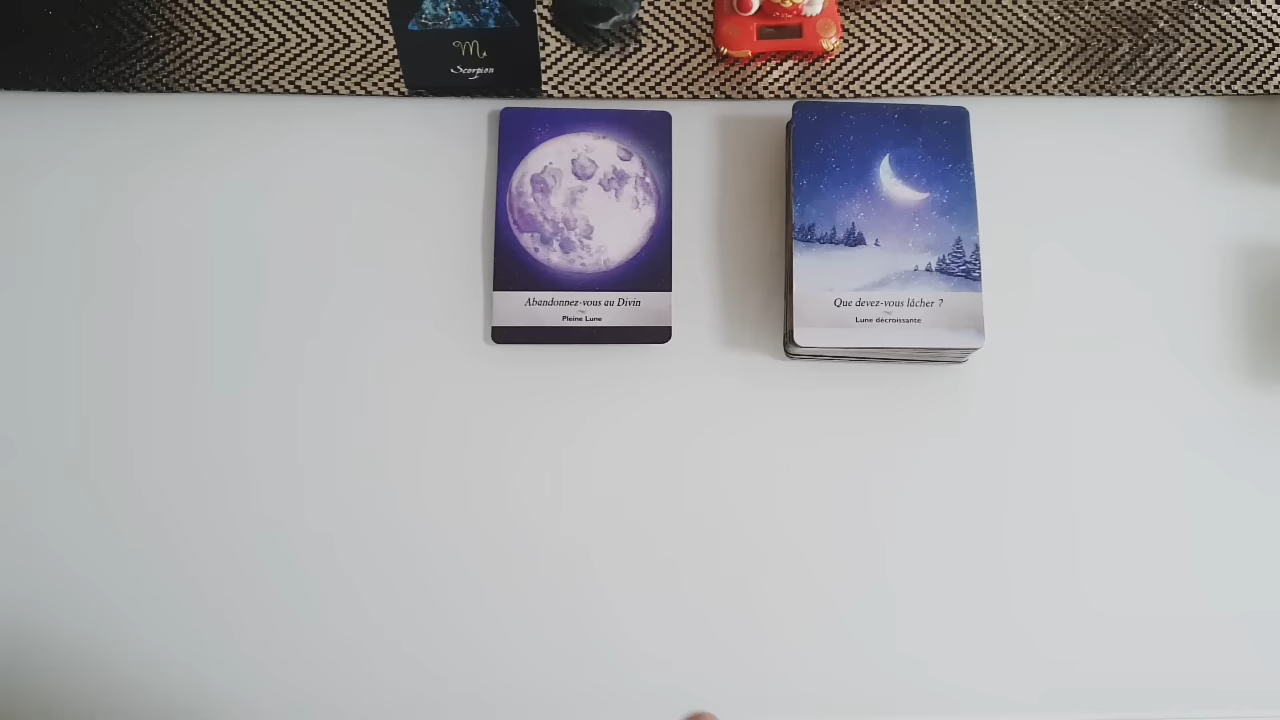 Scorpion
Abandonnez-vous au Divin
Pleine Lune
Que devez-vous lâcher ?
Lune décroissante